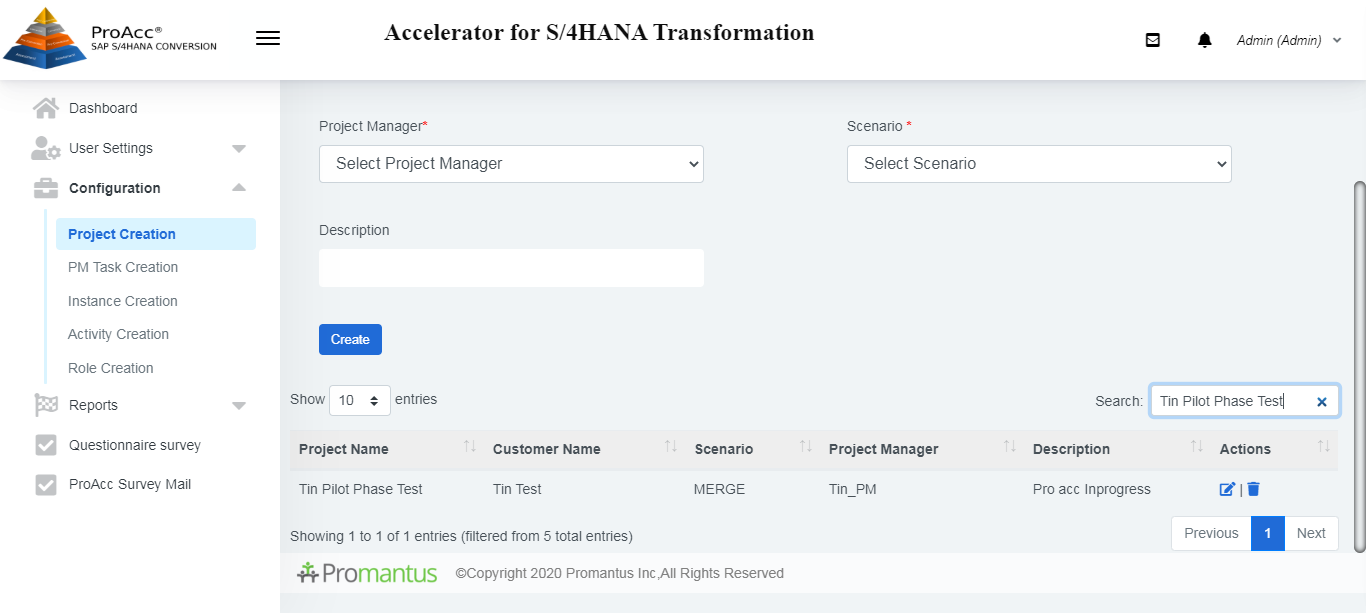 ProAcc®
SAP S/4HANA CONVERSION
Accelerator for S/4HANA Transformation
Admin (Admin)
Dashboard
User Settings
Configuration
Project Creation
PM Task Creation
Instance Creation
Activity Creation
Role Creation
Reports
Questionnaire survey
ProAcc Survey Mail
Project Manager* Scenario *
Select Project Manager Select Scenario
Description
Create
Show 10 entries Search: Tin Pilot Phase Test
Project Name Customer Name Scenario Project Manager Description Actions
Tin Pilot Phase Test Tin Test MERGE Tin_PM Pro acc Inprogress |
Showing 1 to 1 of 1 entries (filtered from 5 total entries) Previous 1 Next
Promantus ©Copyright 2020 Promantus Inc,All Rights Reserved